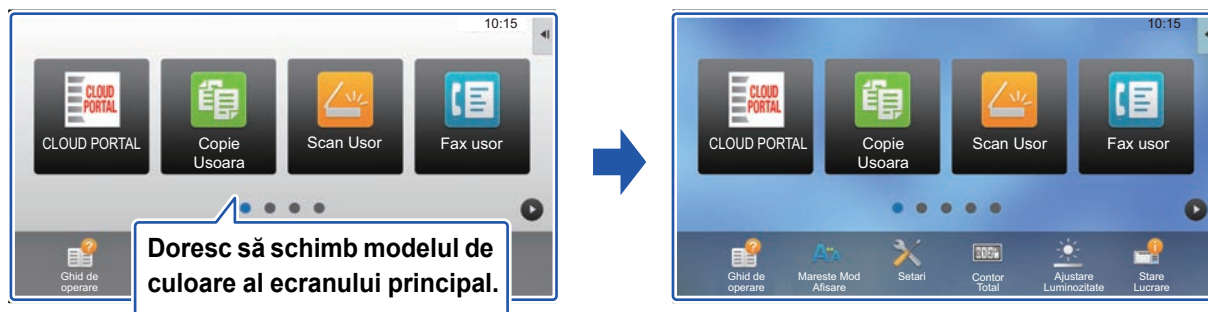 10:15
CLOUD
PORTAL
CLOUD PORTAL
Copie
Usoara
Scan Usor
Fax usor
Doresc să schimb modelul de
culoare al ecranului principal.
Ghid de
operare
10:15
CLOUD
PORTAL
CLOUD PORTAL
Copie
Usoara
Scan Usor
Fax usor
Ghid de
operare
Mareste Mod
Afisare
Setari
Contor
Total
Ajustare
Luminozitate
Stare
Lucrare